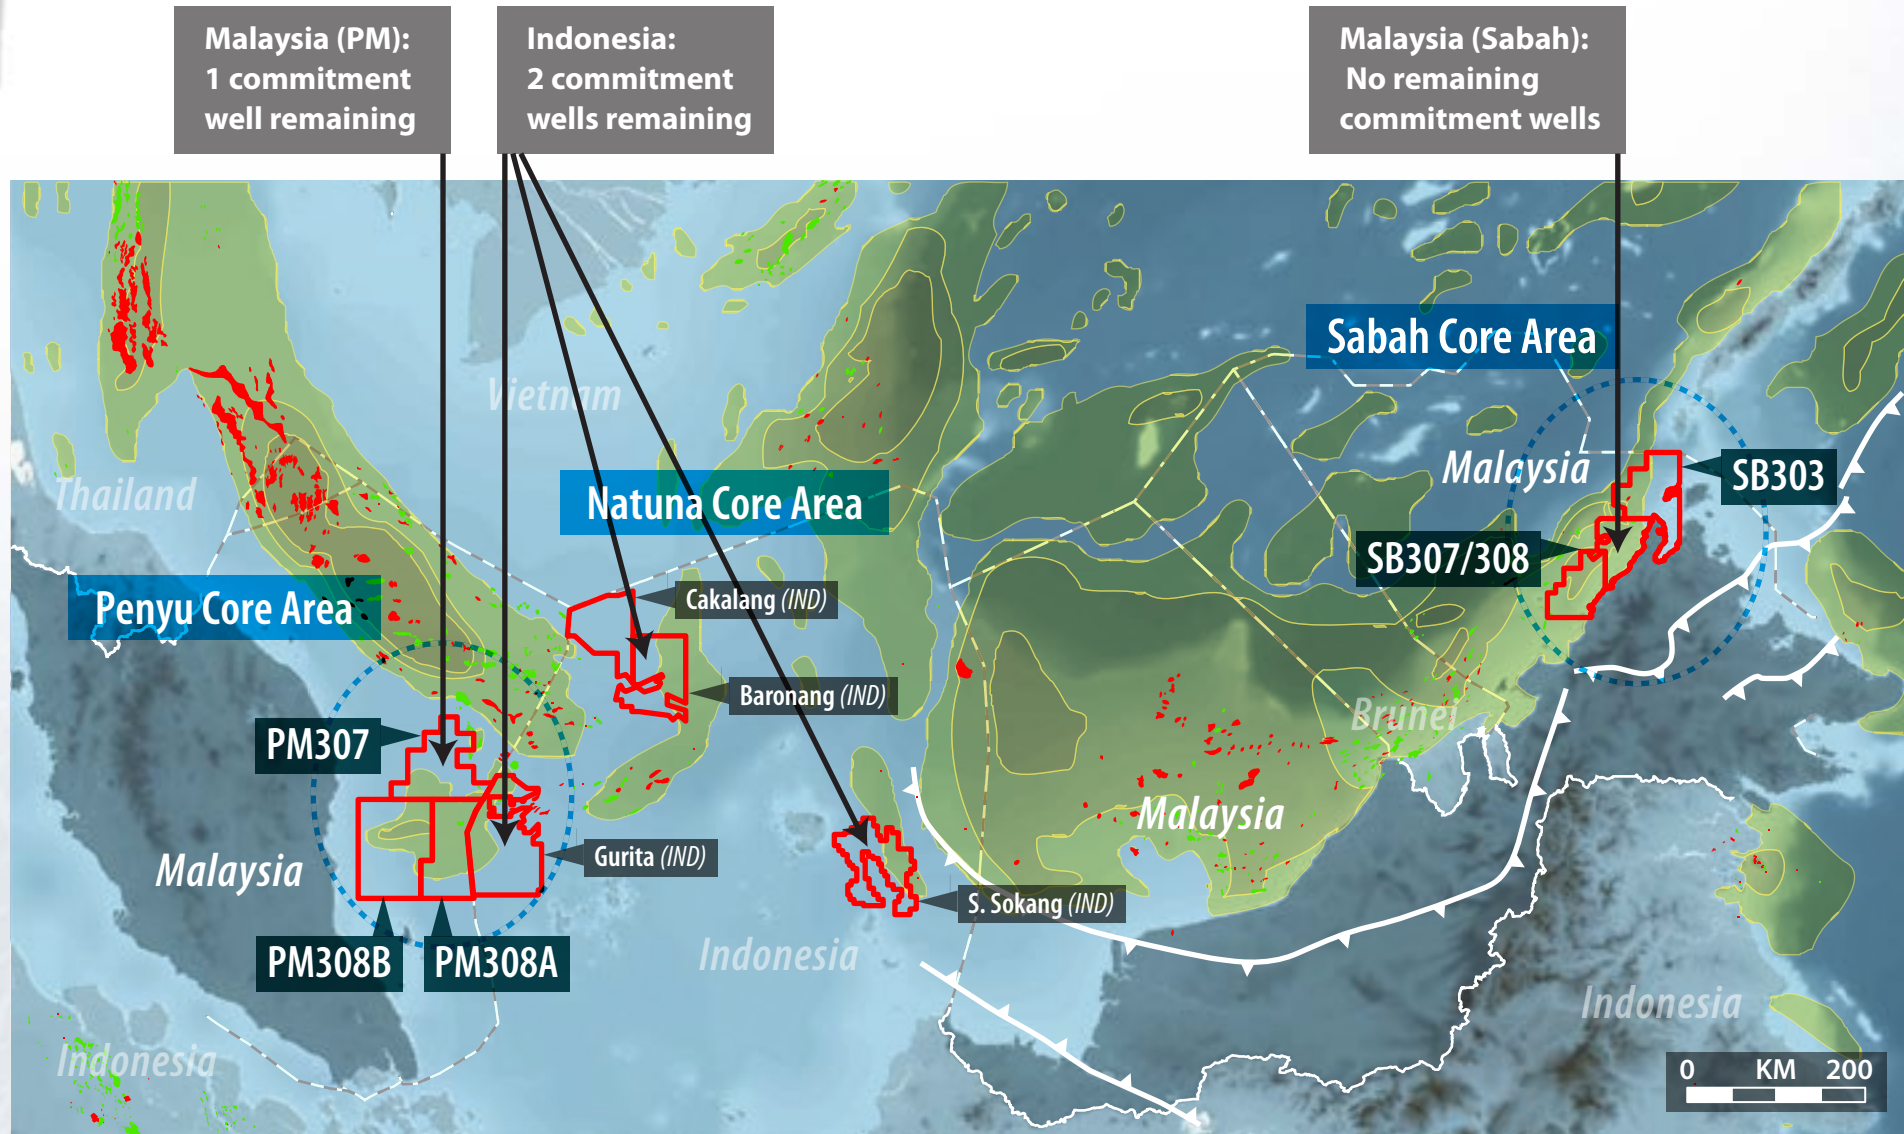 Malaysia (PM):
1 commitment
well remaining
Indonesia:
2 commitment
wells remaining
Malaysia (Sabah):
No remaining
commitment wells
Sabah Core Area
Vietnam
Malaysia
SB303
Thailand
Natuna Core Area
SB307/308
Penyu Core Area
Cakalang (IND)
Baronang (IND)
PM307
Brunei
Malaysia
Gurita (IND)
Malaysia
S. Sokang (IND)
PM308B
PM308A
Indonesia
Indonesia
Indonesia
0 KM 200